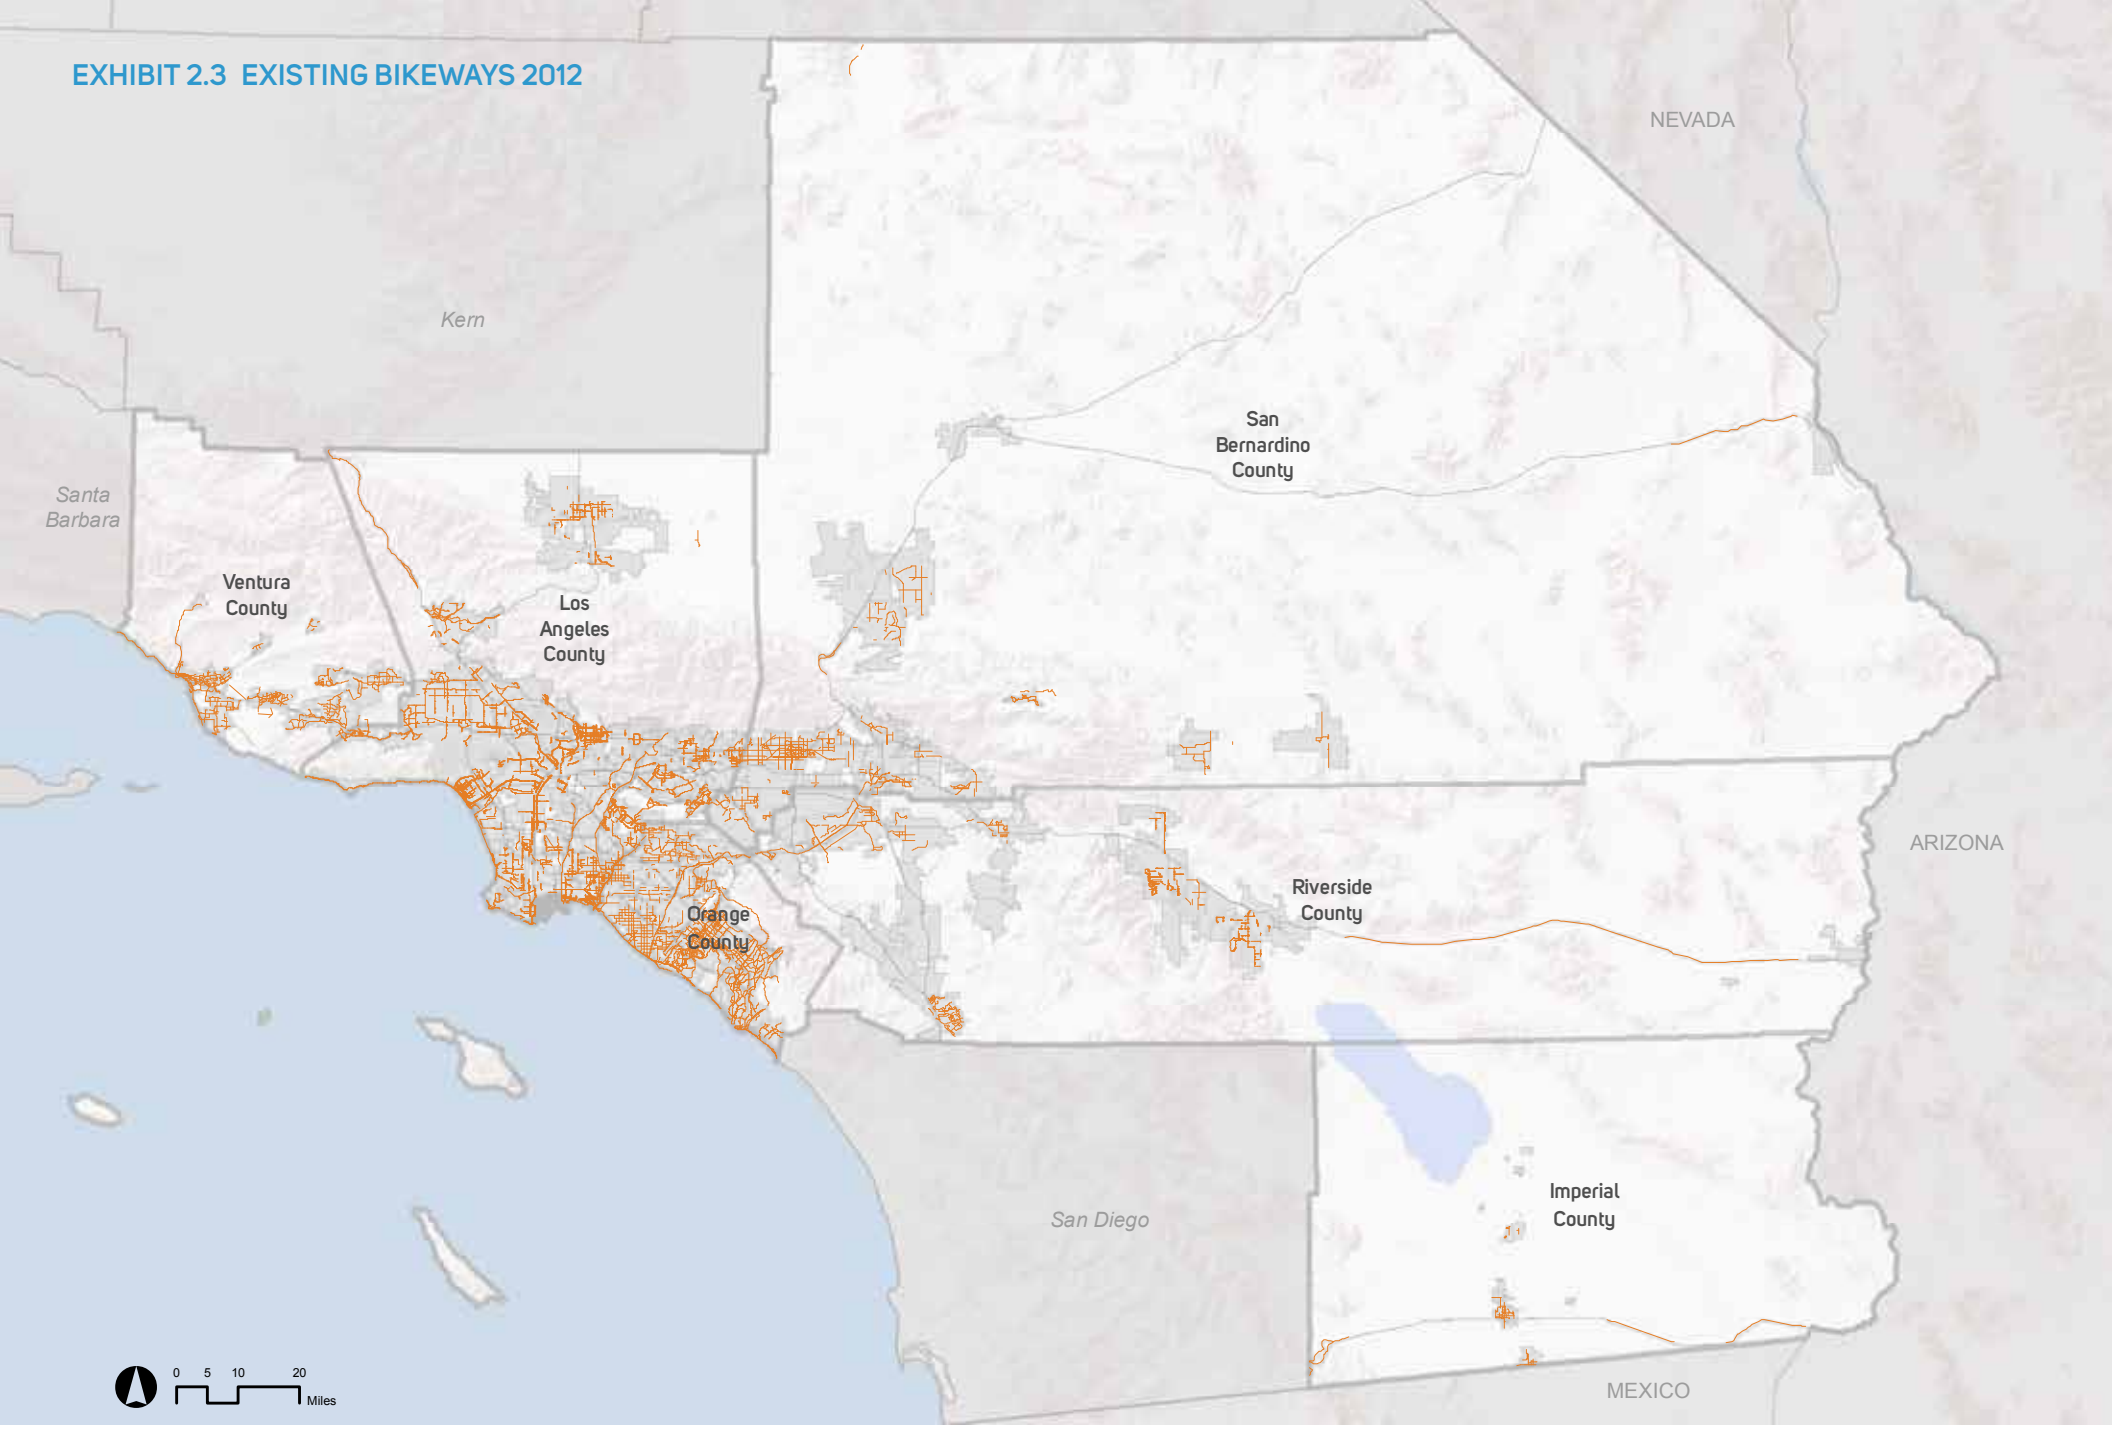 EXHIBIT 2.3 EXISTING BIKEWAYS 2012
NEVADA
Kern
San
Bernardino
County
Santa
Barbara
Ventura
County
Los
Angeles
County
ARIZONA
Riverside
County
Orange
County
Imperial
County
San Diego
0 5 10 20
Miles
MEXICO